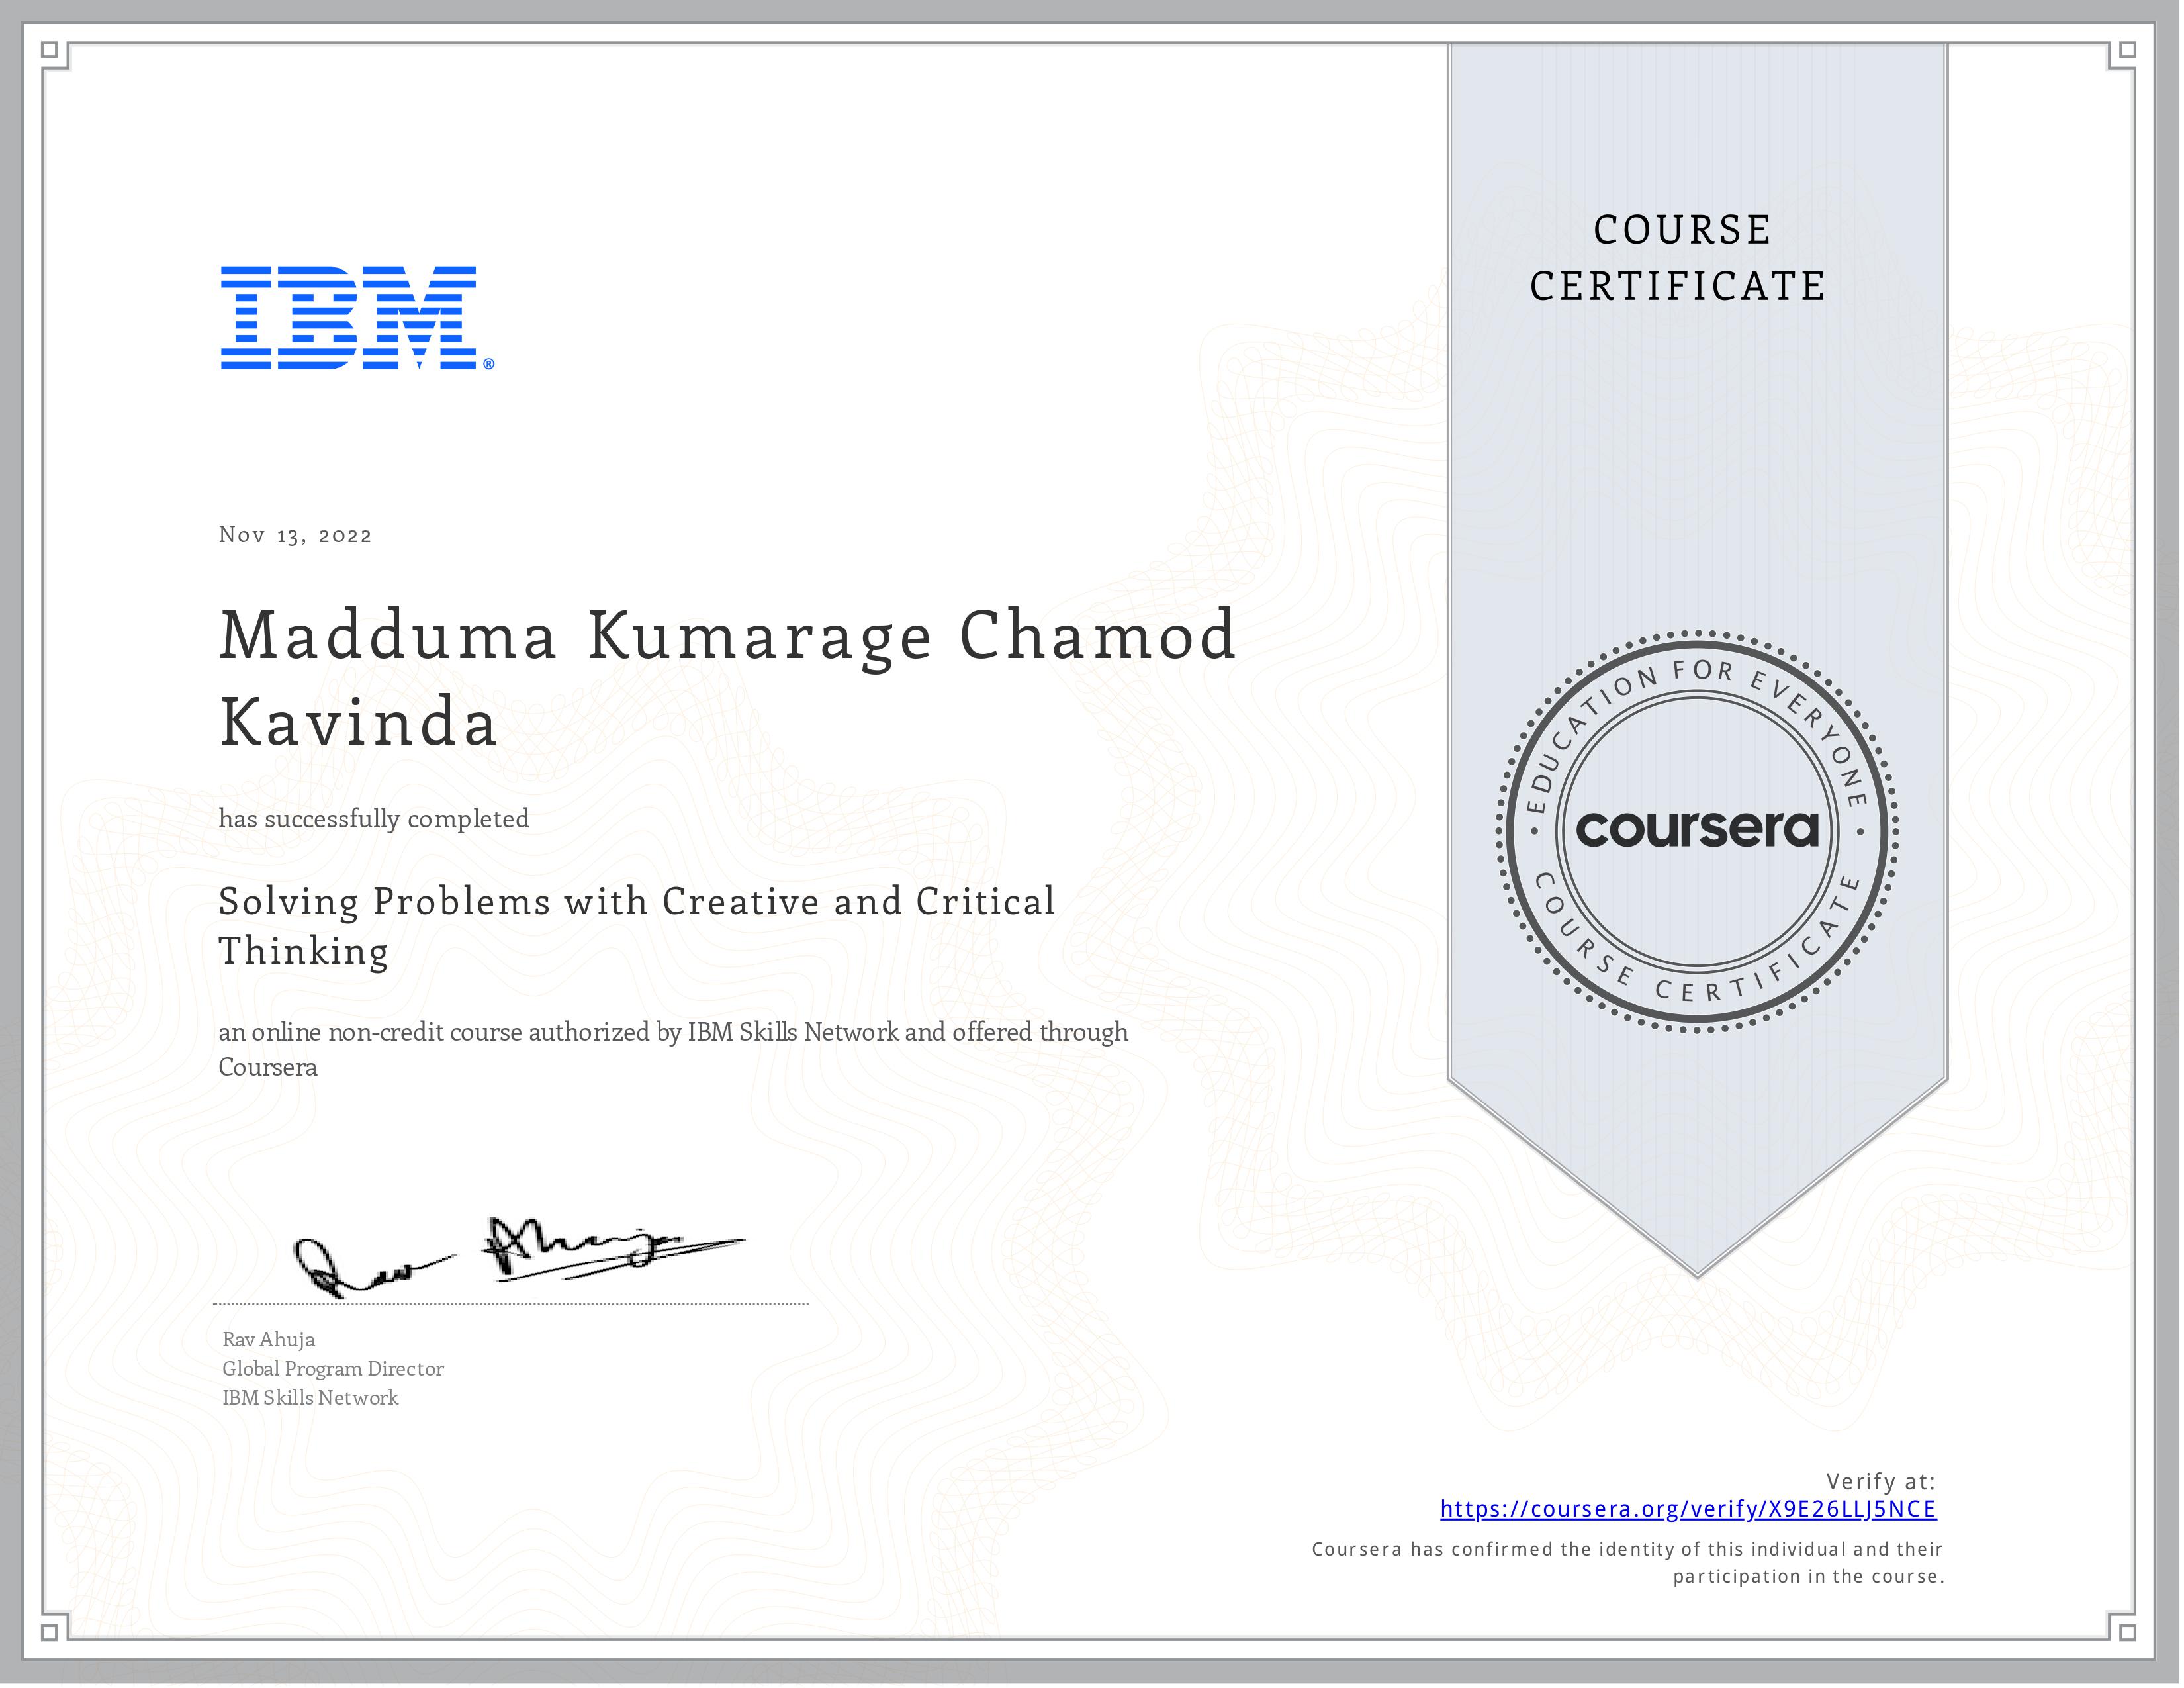 IBM®
COURSE
CERTIFICATE
Nov 13, 2022
Madduma Kumarage Chamod
Kavinda
has successfully completed
Solving Problems with Creative and Critical
Thinking
an online non-credit course authorized by IBM Skills Network and offered through
Coursera
EDUCATION FOR EVERYONE
coursera
COURSE CERTIFICATE
Rav Ahuja
Rav Ahuja
Global Program Director
IBM Skills Network
Verify at:
https://coursera.org/verify/X9E26LLJ5NCE
Coursera has confirmed the identity of this individual and their
participation in the course.